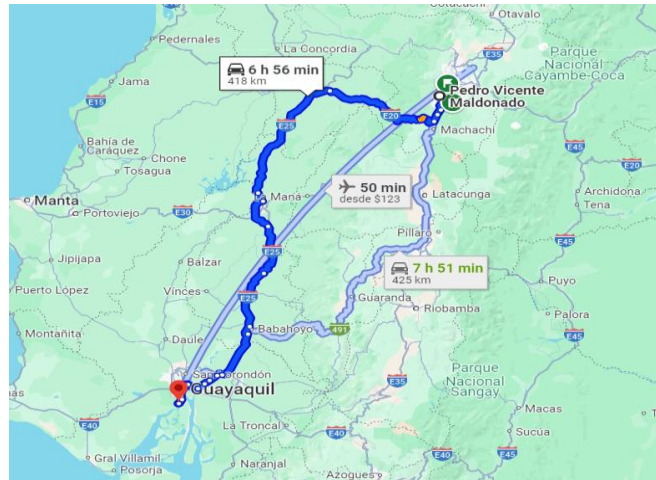 Cotacachi
Otavalo
Pedernales
La Concordia
E35
Parque
Nacional
Cayambe-Coca
6 h 56 min
418 km
Jama
E15
E25
E20
Pedro Vicente
Maldonado
Machachi
E45
Bahía de
Caráquez
Chone
Tosagua
Maná
50 min
desde $123
Latacunga
Archidona
Tena
Manta
Portoviejo
E30
Píllaro
Jipijapa
Balzar
E25
7 h 51 min
425 km
E45
Puerto López
Vinces
E25
Guaranda
Riobamba
Puyo
Palora
Montañita
Daule
Babahoyo
491
Samborondón
Guayaquil
E35
Parque
Nacional
Sangay
E40
La Troncal
E40
Macas
Sucúa
Gral Villamil
Posorja
Naranjal
Azogues
E45